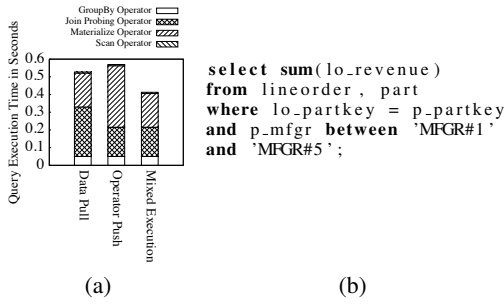 GroupBy Operator
Join Probing Operator
Materialize Operator
Scan Operator
Query Execution Time in Seconds
0.6
0.5
0.4
0.3
0.2
0.1
0
Data Pull
Operator Push
Mixed Execution
(a)
select sum(lo_revenue)
from lineorder, part
where lo_partkey = p_partkey
and p_mfgr between 'MFGR#1'
and 'MFGR#5';
(b)